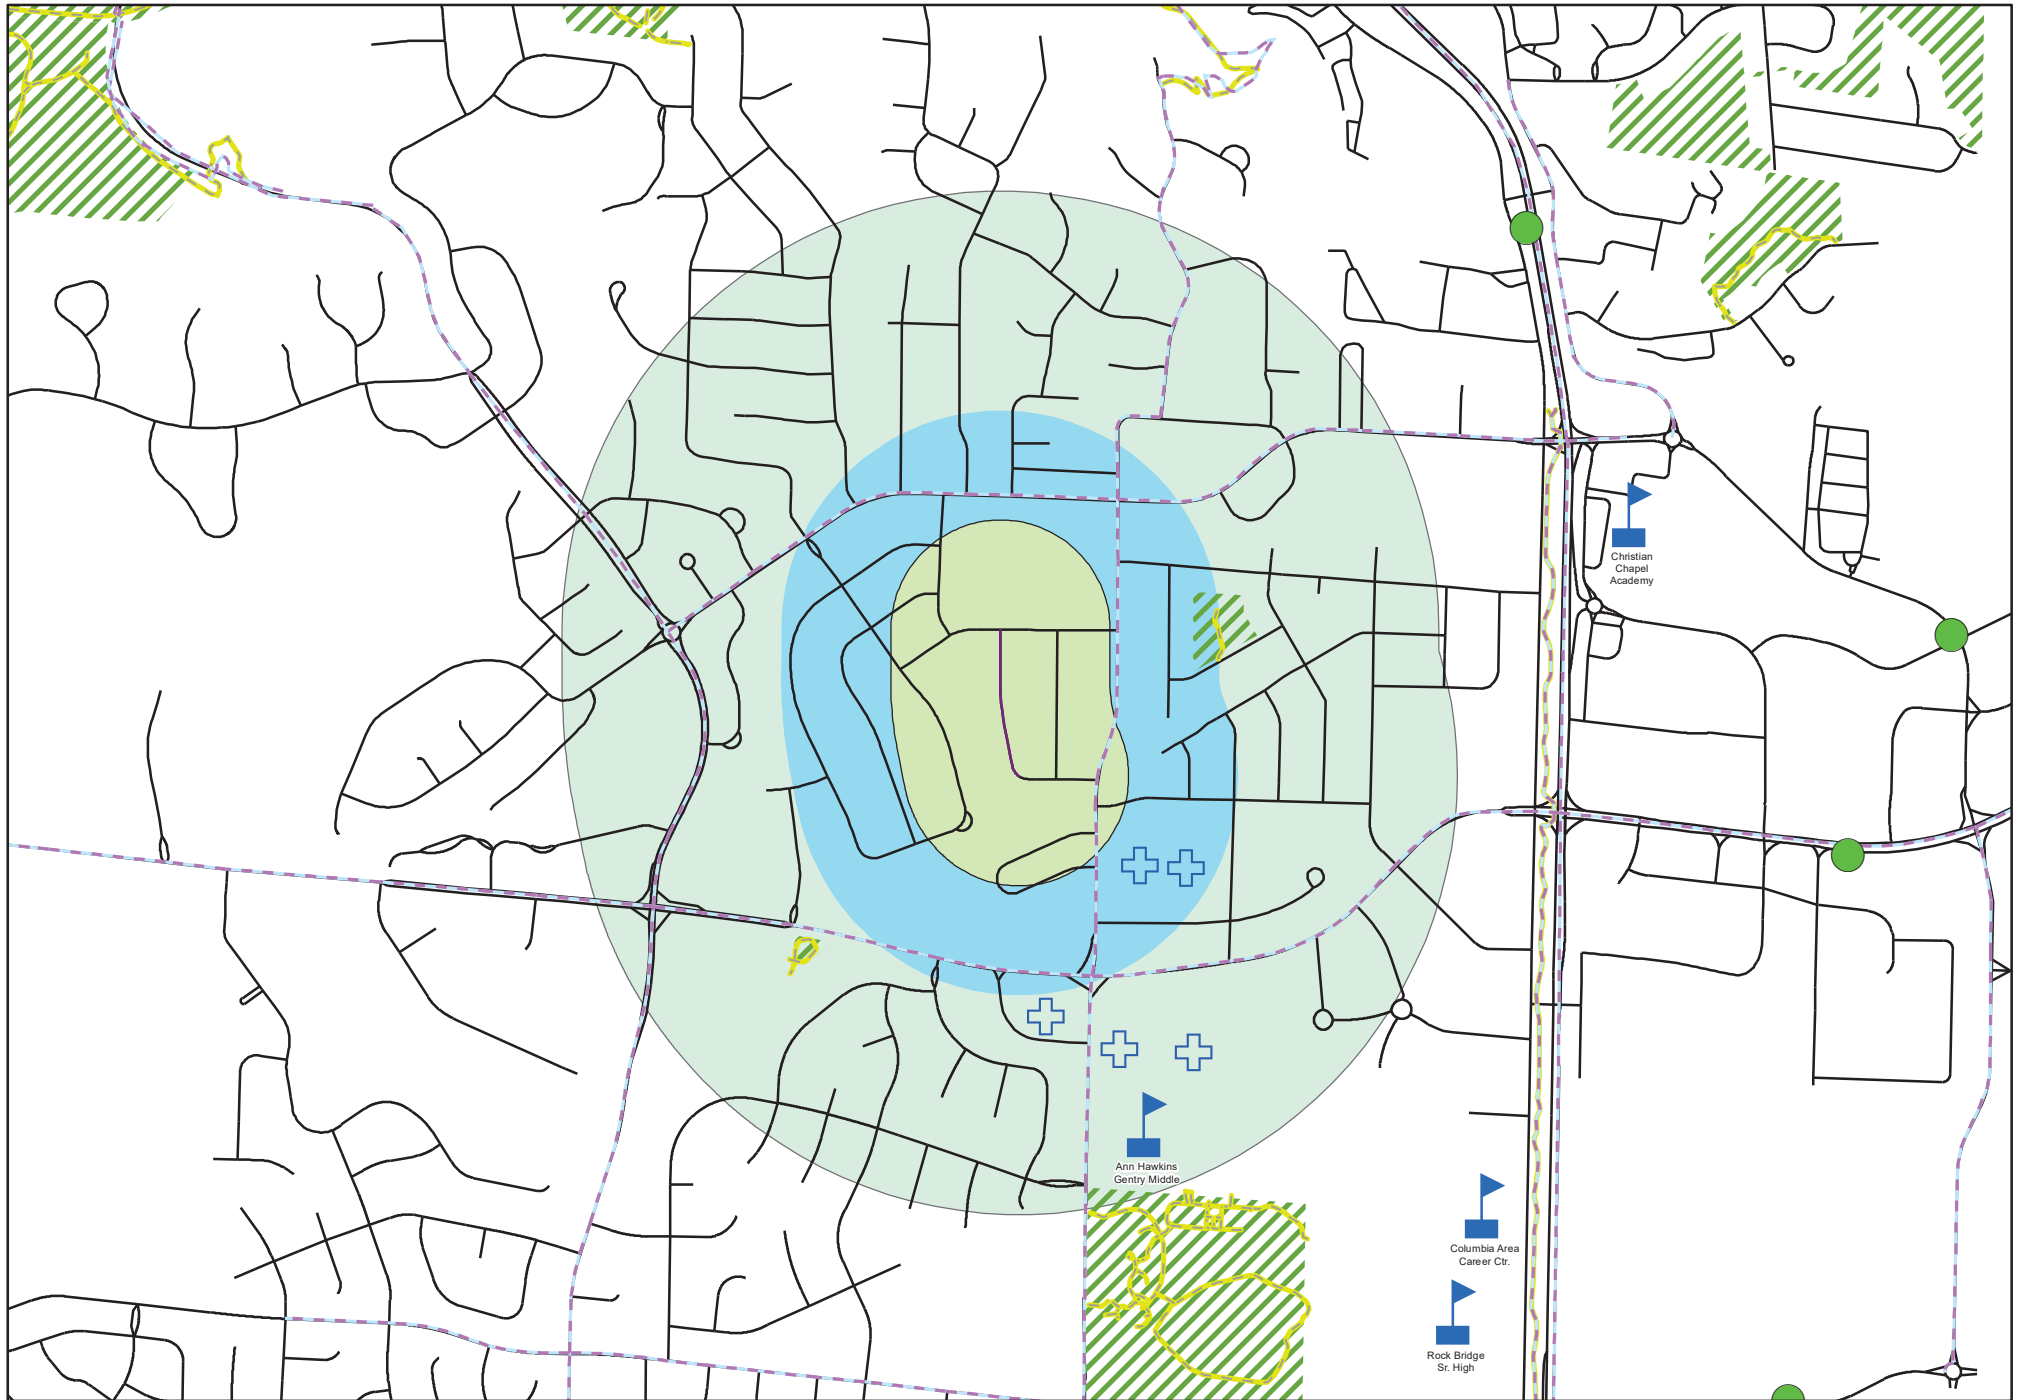 Christian
Chapel
Academy
Ann Hawkins
Gentry Middle
Columbia Area
Career Ctr.
Rock Bridge
Sr. High